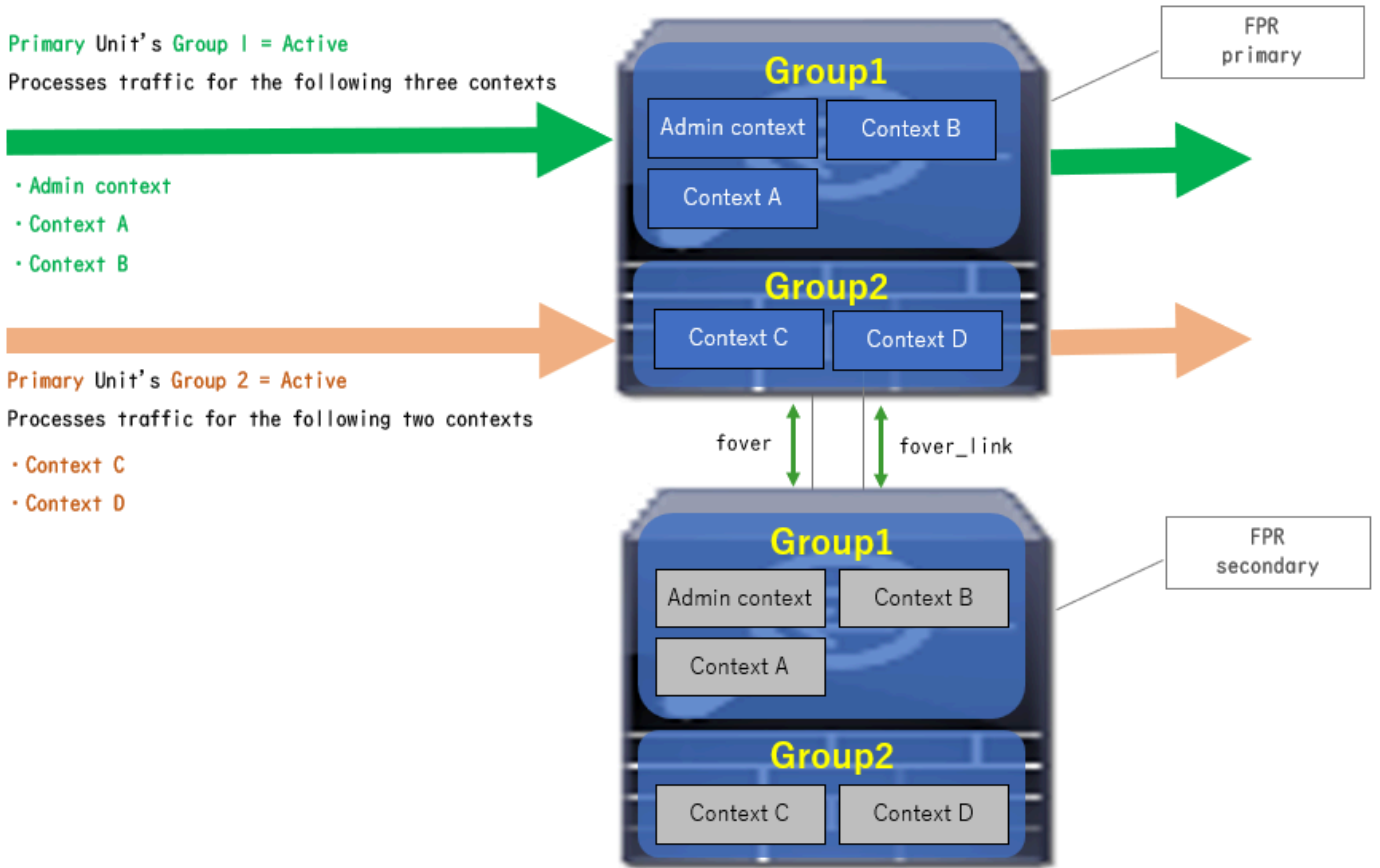 Primary Unit's Group 1 = Active
Processes traffic for the following three contexts
・Admin context
・Context A
・Context B
Primary Unit's Group 2 = Active
Processes traffic for the following two contexts
・Context C
・Context D
Group1
Admin context
Context B
Context A
Group2
Context C
Context D
FPR
primary
fover
fover_link
Group1
Admin context
Context B
Context A
Group2
Context C
Context D
FPR
secondary